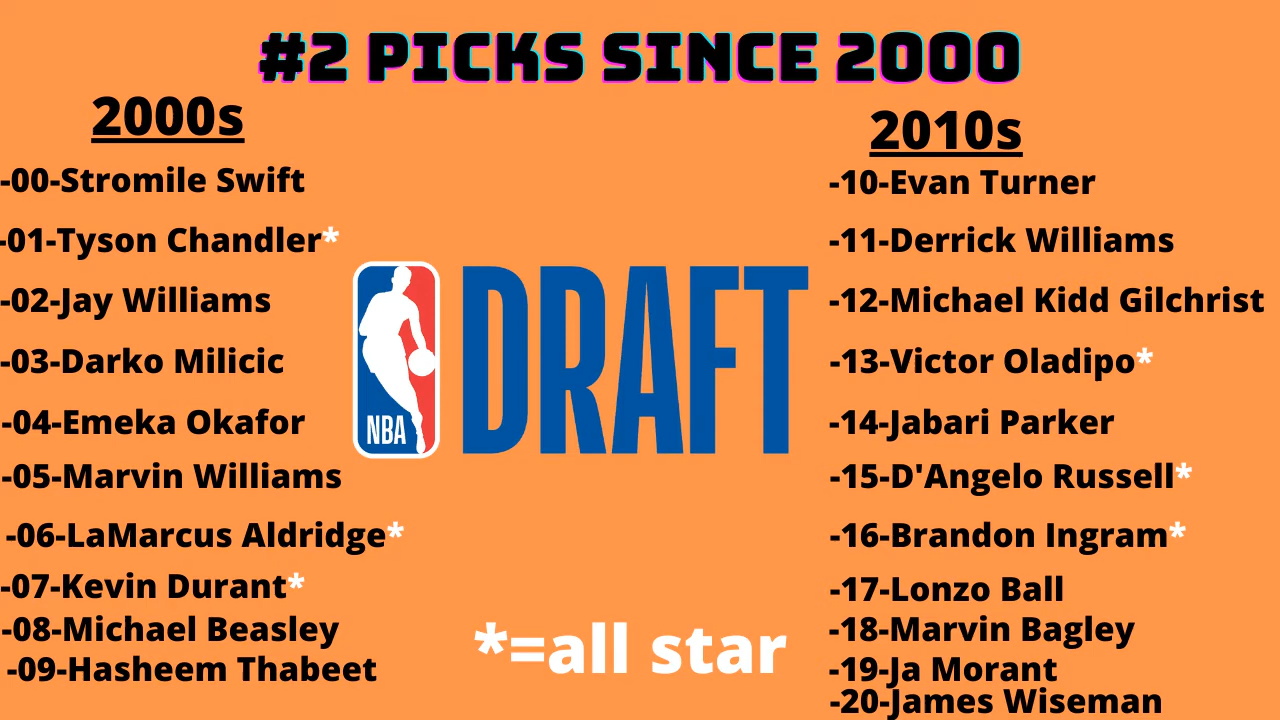 #2 PICKS SINCE 2000
2000s
-00-Stromile Swift
-01-Tyson Chandler*
-02-Jay Williams
-03-Darko Milicic
-04-Emeka Okafor
-05-Marvin Williams
-06-LaMarcus Aldridge*
-07-Kevin Durant*
-08-Michael Beasley
-09-Hasheem Thabeet
NBA
DRAFT
*=all star
2010s
-10-Evan Turner
-11-Derrick Williams
-12-Michael Kidd Gilchrist
-13-Victor Oladipo*
-14-Jabari Parker
-15-D'Angelo Russell*
-16-Brandon Ingram*
-17-Lonzo Ball
-18-Marvin Bagley
-19-Ja Morant
-20-James Wiseman